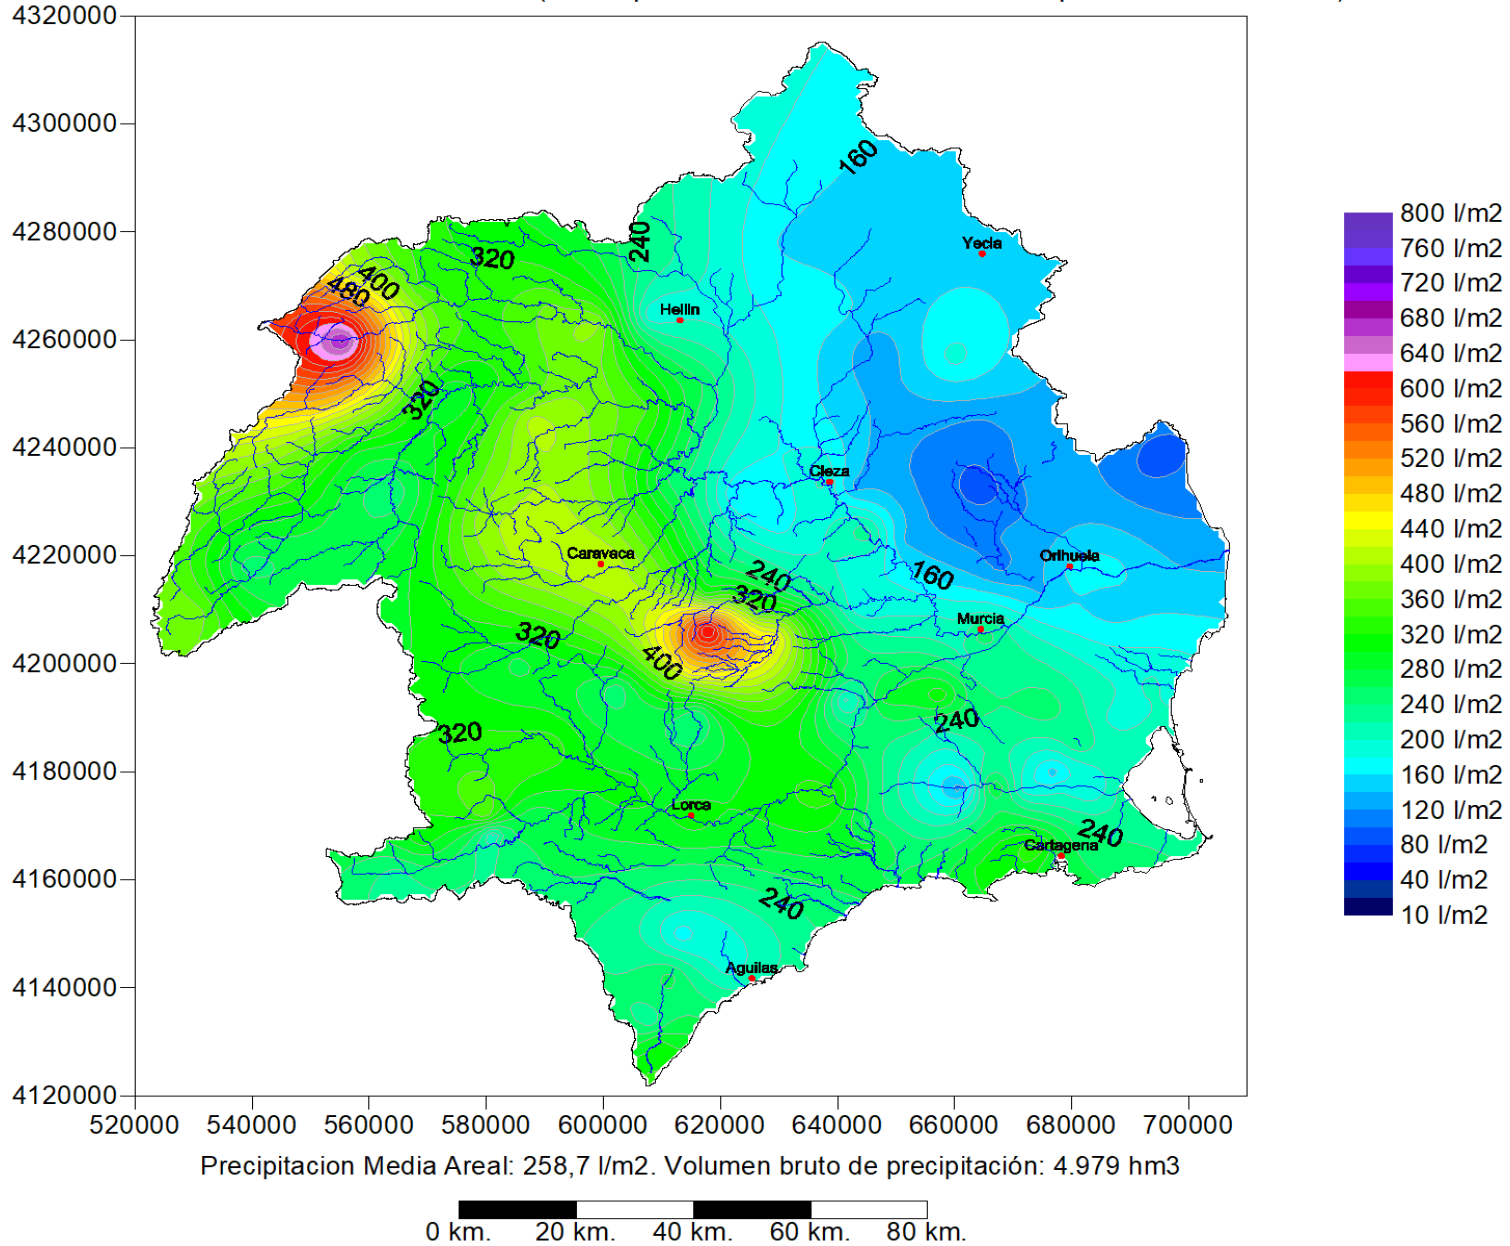 4320000
4300000
160
4280000
240
Yecla
320
400
480
Hellin
4260000
320
4240000
Cieza
4220000
Caravaca
Orihuela
240
160
320
Murcia
320
400
4200000
240
320
4180000
Lorca
240
Cartagena
4160000
240
Aguilas
4140000
4120000
520000 540000 560000 580000 600000 620000 640000 660000 680000 700000
800 l/m2
760 l/m2
720 l/m2
680 l/m2
640 l/m2
600 l/m2
560 l/m2
520 l/m2
480 l/m2
440 l/m2
400 l/m2
360 l/m2
320 l/m2
280 l/m2
240 l/m2
200 l/m2
160 l/m2
120 l/m2
80 l/m2
40 l/m2
10 l/m2
Precipitacion Media Areal: 258,7 l/m2. Volumen bruto de precipitación: 4.979 hm3
0 km. 20 km. 40 km. 60 km. 80 km.